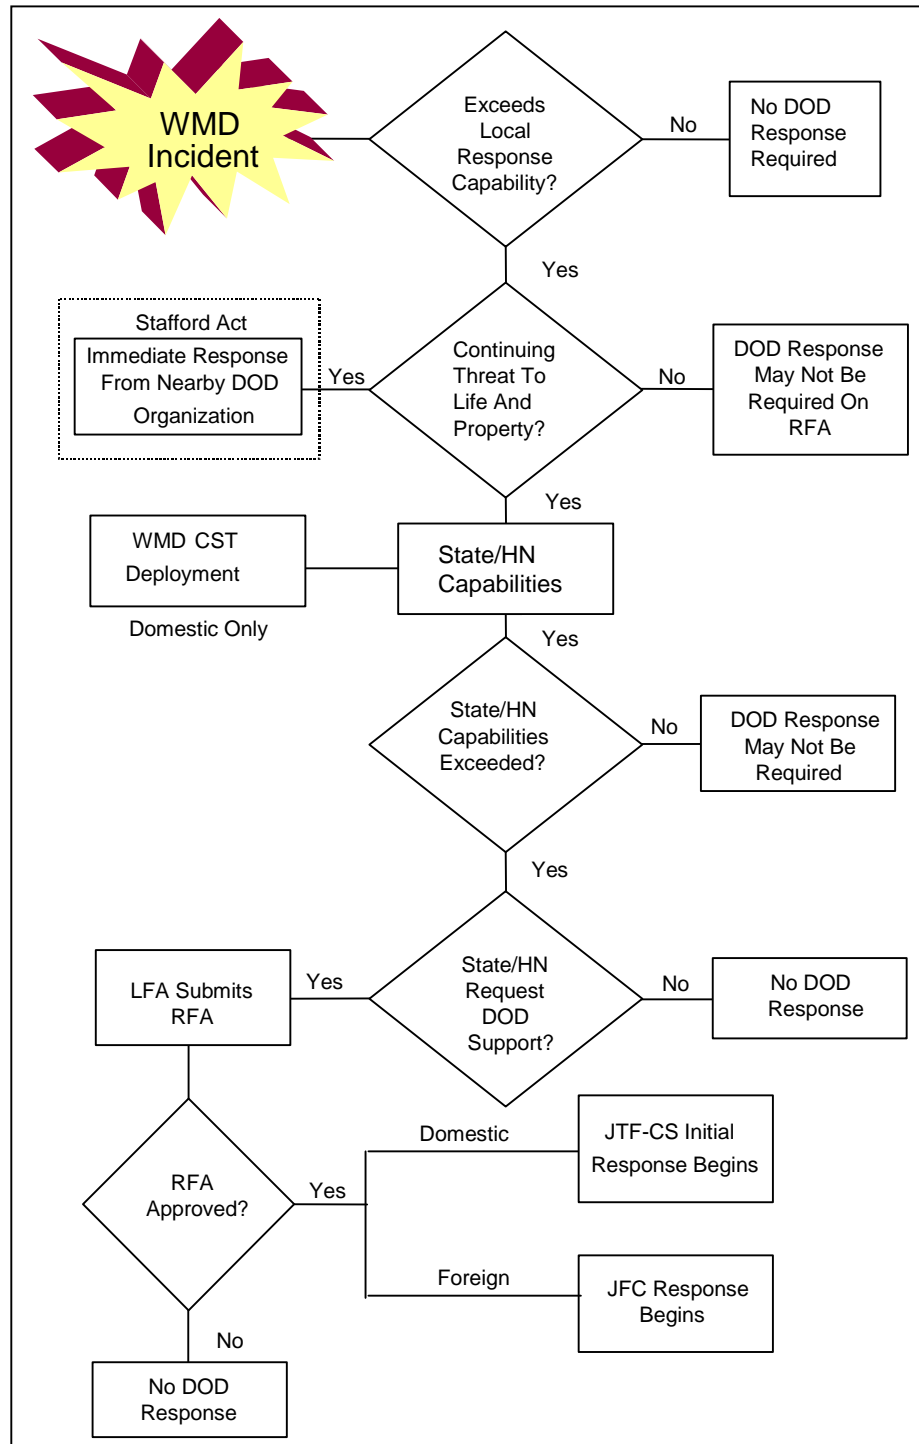 WMD
Incident
Exceeds
Local
Response
Capability?
No
No DOD
Response
Required
Yes
Stafford Act
Immediate Response
From Nearby DOD
Organization
Yes
Continuing
Threat To
Life And
Property?
No
DOD Response
May Not Be
Required On
RFA
Yes
WMD CST
Deployment
Domestic Only
State/HN
Capabilities
Yes
State/HN
Capabilities
Exceeded?
No
DOD Response
May Not Be
Required
Yes
LFA Submits
RFA
Yes
State/HN
Request
DOD
Support?
No
No DOD
Response
RFA
Approved?
Yes
Domestic
JTF-CS Initial
Response Begins
Foreign
JFC Response
Begins
No
No DOD
Response